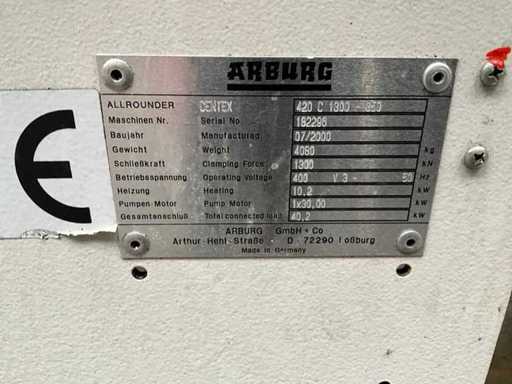 CE
ARBURG
ALLROUNDER CENTEX 420 C 1300 - 350
Maschinen Nr. Serial No 182296
Baujahr Manufactured 07/2000
Gewicht Weight 4080 kg
Schließkraft Clamping Force 1300 kN
Betriebsspannung Operating Voltage 400 V 3~ 50 Hz
Heizung Heating 10,2 kW
Pumpen-Motor Pump Motor 1x30,00 kW
Gesamtanschluß Total connected load 40,2 kW
ARBURG GmbH + Co
Arthur-Hehl-Straße · D-72290 Loßburg
Made in Germany